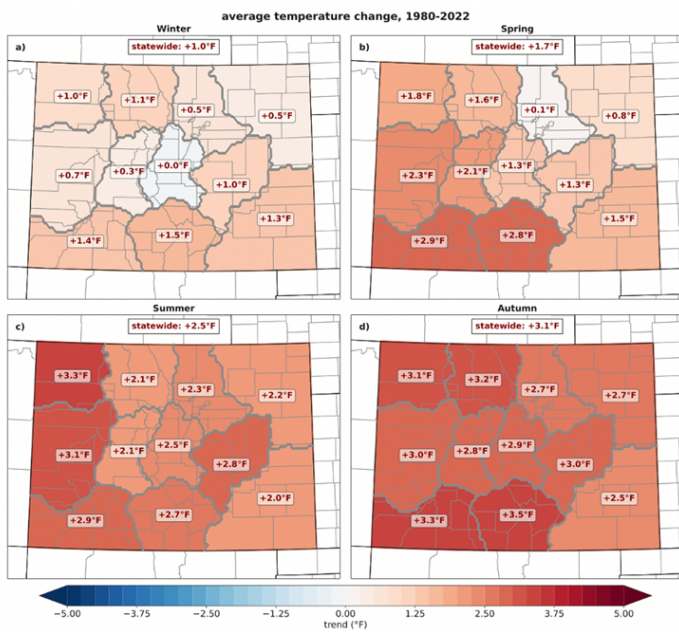 average temperature change, 1980-2022
Winter
a)
statewide: +1.0°F
+1.0°F
+1.1°F
+0.5°F
+0.5°F
+0.7°F
+0.3°F
+0.0°F
+1.0°F
+1.3°F
+1.4°F
+1.5°F
Spring
b)
statewide: +1.7°F
+1.8°F
+1.6°F
+0.1°F
+0.8°F
+2.3°F
+2.1°F
+1.3°F
+1.3°F
+1.5°F
+2.9°F
+2.8°F
Summer
c)
statewide: +2.5°F
+3.3°F
+2.1°F
+2.3°F
+2.2°F
+3.1°F
+2.1°F
+2.5°F
+2.8°F
+2.0°F
+2.9°F
+2.7°F
Autumn
d)
statewide: +3.1°F
+3.1°F
+3.2°F
+2.7°F
+2.7°F
+3.0°F
+2.8°F
+2.9°F
+3.0°F
+2.5°F
+3.3°F
+3.5°F
−5.00 −3.75 −2.50 −1.25 0.00 1.25 2.50 3.75 5.00
trend (°F)